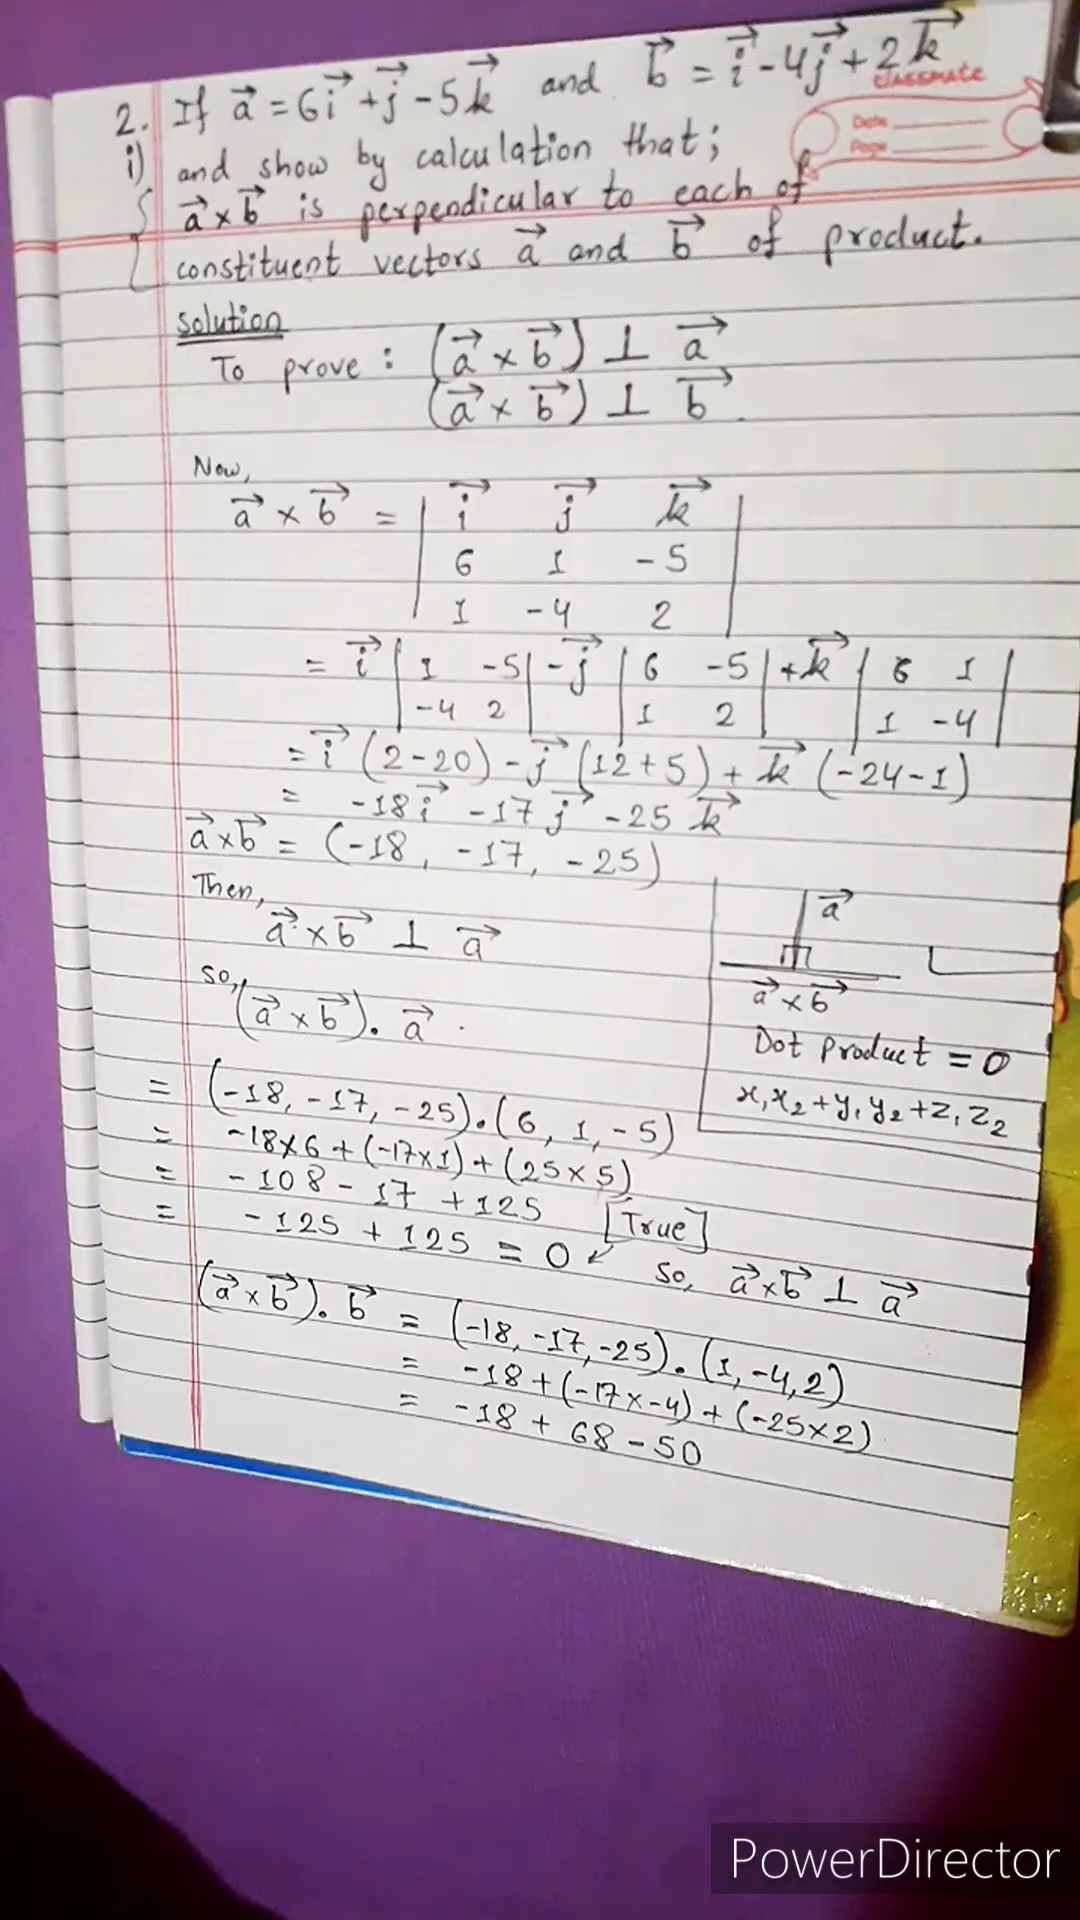 2. If a⃗ = 6i⃗ + j⃗ - 5k⃗ and b⃗ = i⃗ - 4j⃗ + 2k⃗
classmate
Date
Page
i) and show by calculation that;
a⃗ × b⃗ is perpendicular to each of
constituent vectors a⃗ and b⃗ of product.
Solution
To prove : (a⃗ × b⃗) ⊥ a⃗
(a⃗ × b⃗) ⊥ b⃗.
Now,
a⃗ × b⃗ = | i⃗ j⃗ k⃗ |
6 1 -5
1 -4 2
= i⃗ | 1 -5 | - j⃗ | 6 -5 | + k⃗ | 6 1 |
-4 2 1 2 1 -4
= i⃗ (2-20) - j⃗ (12+5) + k⃗ (-24-1)
= -18i⃗ -17j⃗ -25k⃗
a⃗ × b⃗ = (-18, -17, -25)
Then,
a⃗ × b⃗ ⊥ a⃗
So,
(a⃗ × b⃗). a⃗ .
= (-18, -17, -25).(6, 1, -5)
= -18×6 + (-17×1) + (25×5)
= -108 - 17 + 125
= -125 + 125 = 0 [True]
So, a⃗ × b⃗ ⊥ a⃗
a⃗
a⃗ × b⃗
Dot product = 0
x₁x₂+y₁y₂+z₁z₂
(a⃗ × b⃗). b⃗ = (-18, -17, -25).(1, -4, 2)
= -18 + (-17×-4) + (-25×2)
= -18 + 68 - 50
PowerDirector